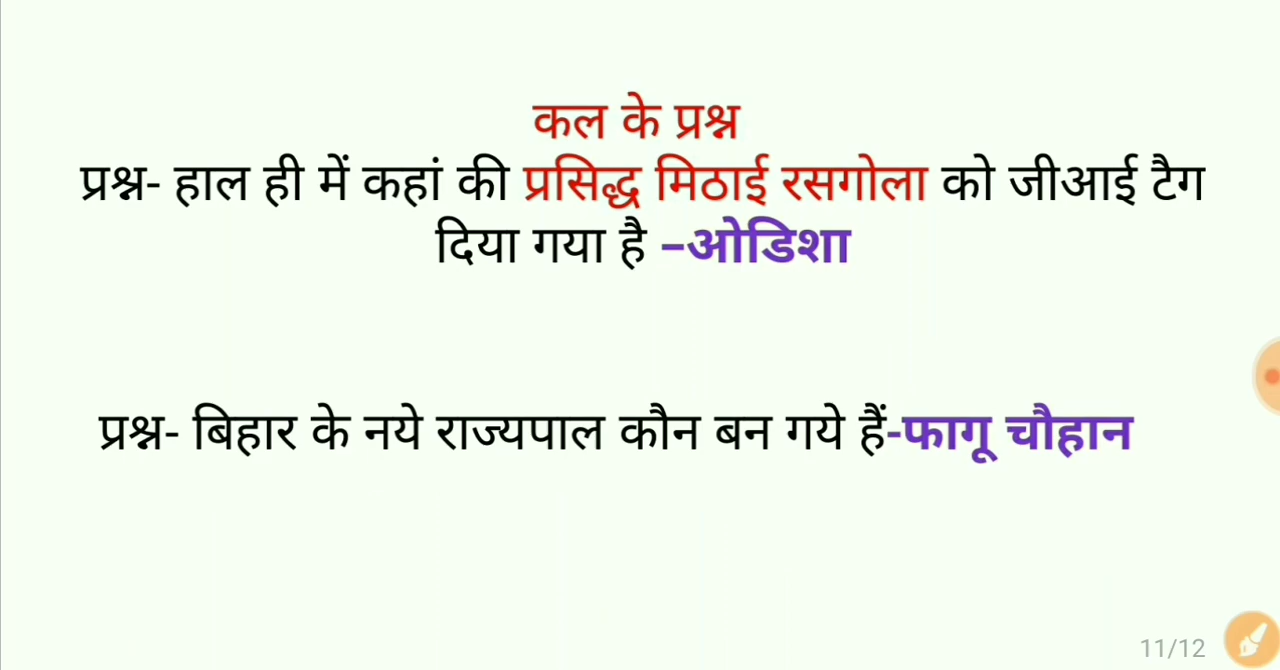 कल के प्रश्न
प्रश्न- हाल ही में कहां की प्रसिद्ध मिठाई रसगोला को जीआई टैग
दिया गया है –ओडिशा
प्रश्न- बिहार के नये राज्यपाल कौन बन गये हैं-फागू चौहान
11/12